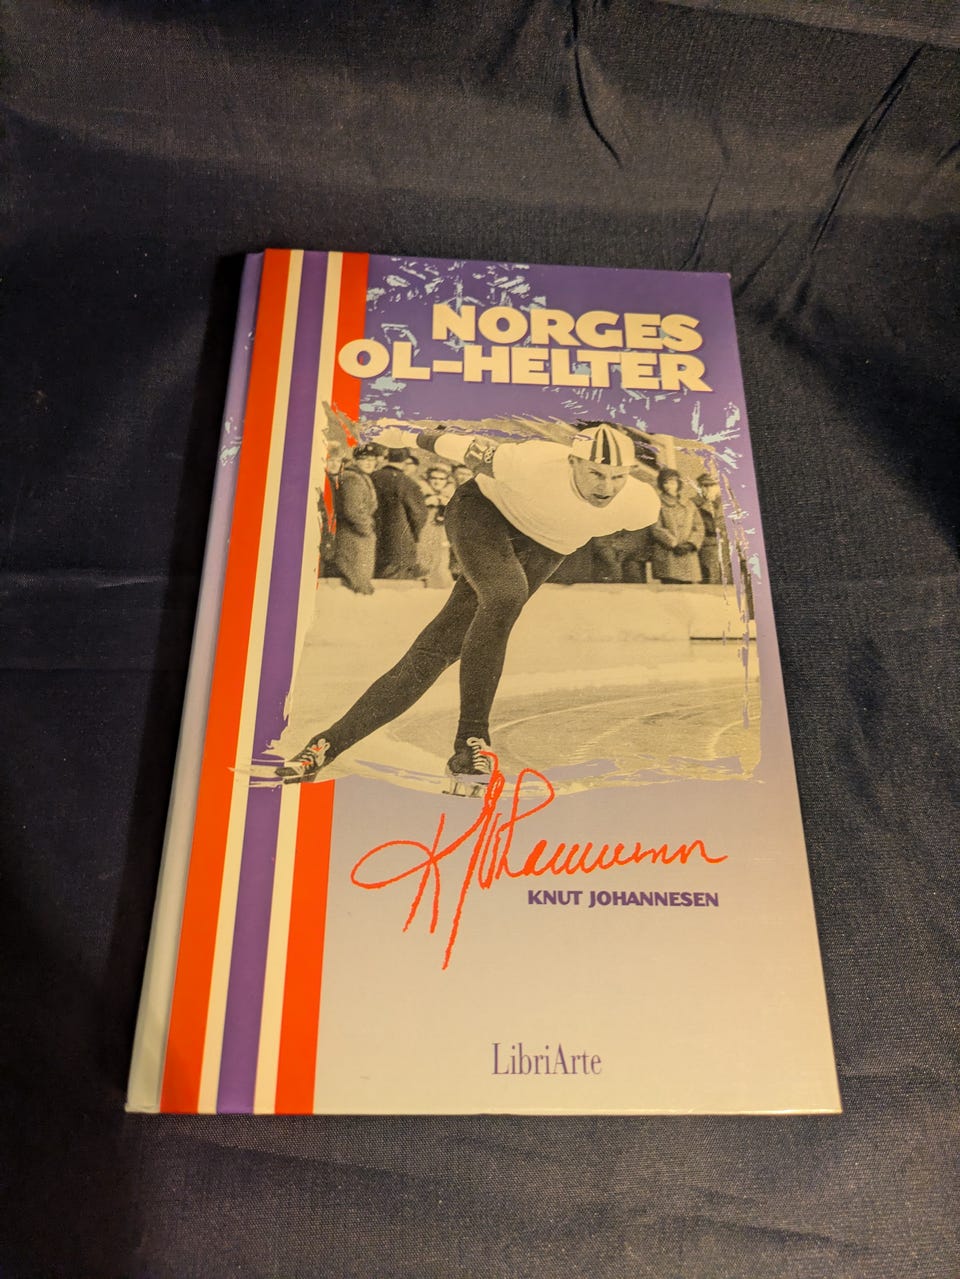 NORGES
OL-HELTER
KNUT JOHANNESEN
LibriArte